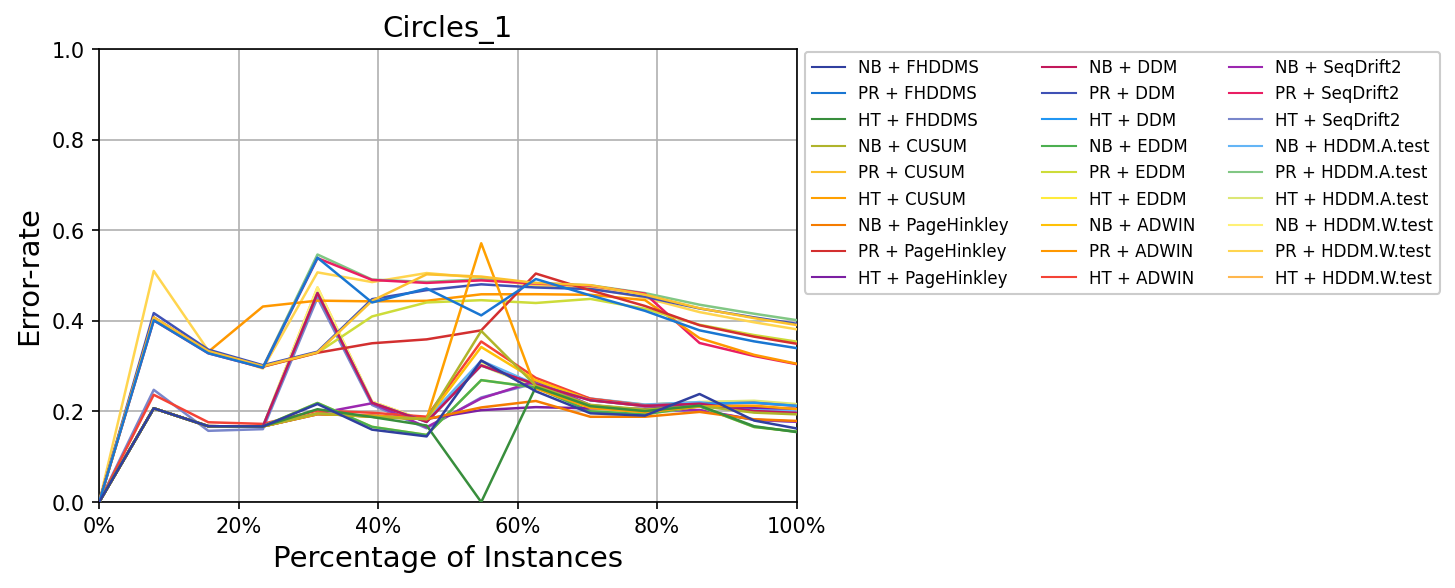 Circles_1
1.0
0.8
0.6
0.4
0.2
0.0
Error-rate
0% 20% 40% 60% 80% 100%
Percentage of Instances
NB + FHDDMS
PR + FHDDMS
HT + FHDDMS
NB + CUSUM
PR + CUSUM
HT + CUSUM
NB + PageHinkley
PR + PageHinkley
HT + PageHinkley
NB + DDM
PR + DDM
HT + DDM
NB + EDDM
PR + EDDM
HT + EDDM
NB + ADWIN
PR + ADWIN
HT + ADWIN
NB + SeqDrift2
PR + SeqDrift2
HT + SeqDrift2
NB + HDDM.A.test
PR + HDDM.A.test
HT + HDDM.A.test
NB + HDDM.W.test
PR + HDDM.W.test
HT + HDDM.W.test